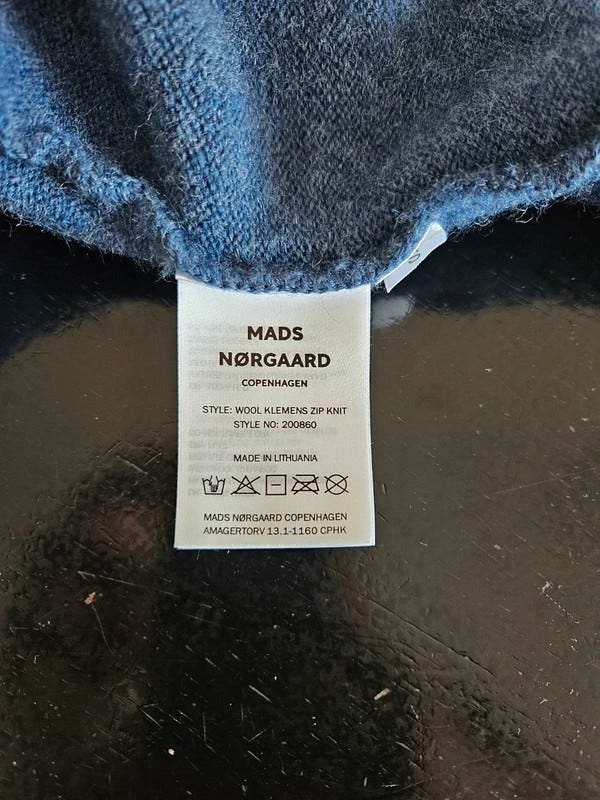 MADS
NØRGAARD
COPENHAGEN
STYLE: WOOL KLEMENS ZIP KNIT
STYLE NO: 200860
MADE IN LITHUANIA
MADS NØRGAARD COPENHAGEN
AMAGERTORV 13.1-1160 CPHK